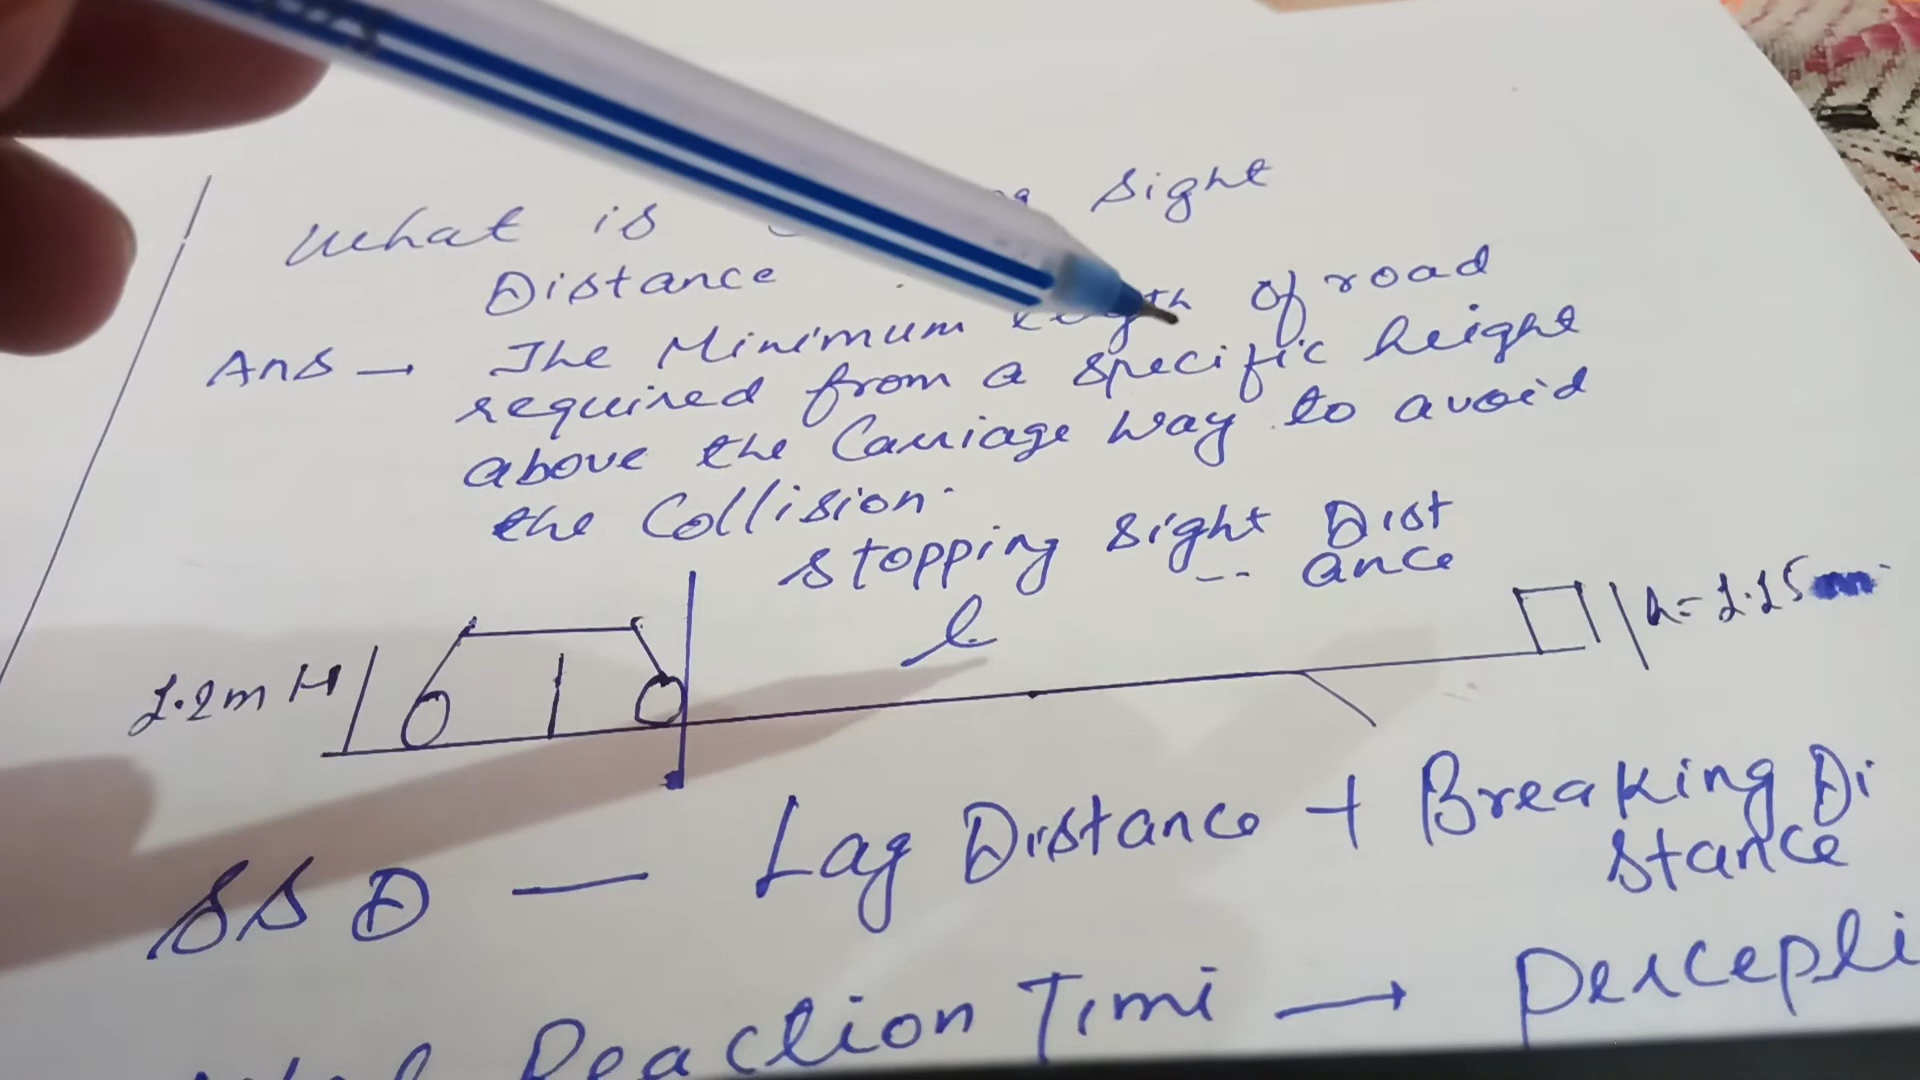 What is sight
Distance
Ans → The Minimum length of road
required from a specific height
above the Carriage way to avoid
the Collision.
stopping sight Dist
ance
l
1.2m H
h = 1.15
SSD — Lag Distance + Breaking Di
stance
Reaction Time → percepti